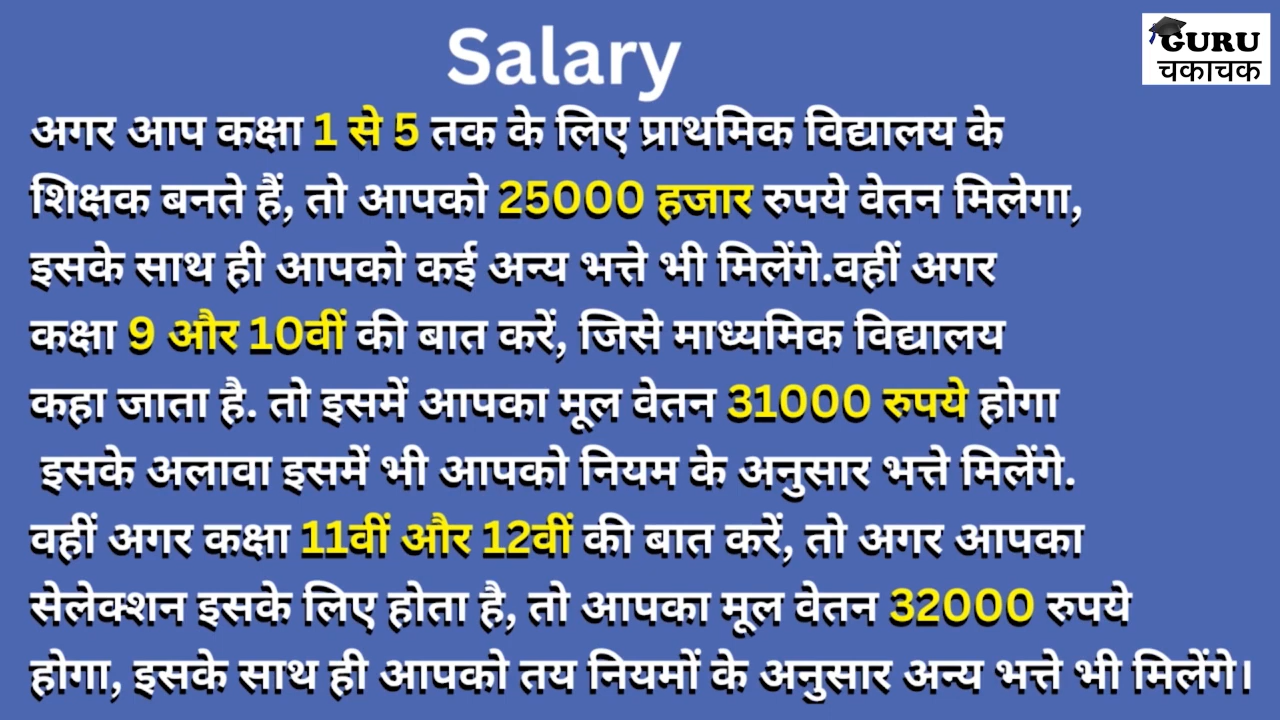 Salary
GURU
चकाचक
अगर आप कक्षा 1 से 5 तक के लिए प्राथमिक विद्यालय के
शिक्षक बनते हैं, तो आपको 25000 हजार रुपये वेतन मिलेगा,
इसके साथ ही आपको कई अन्य भत्ते भी मिलेंगे.वहीं अगर
कक्षा 9 और 10वीं की बात करें, जिसे माध्यमिक विद्यालय
कहा जाता है. तो इसमें आपका मूल वेतन 31000 रुपये होगा
इसके अलावा इसमें भी आपको नियम के अनुसार भत्ते मिलेंगे.
वहीं अगर कक्षा 11वीं और 12वीं की बात करें, तो अगर आपका
सेलेक्शन इसके लिए होता है, तो आपका मूल वेतन 32000 रुपये
होगा, इसके साथ ही आपको तय नियमों के अनुसार अन्य भत्ते भी मिलेंगे।